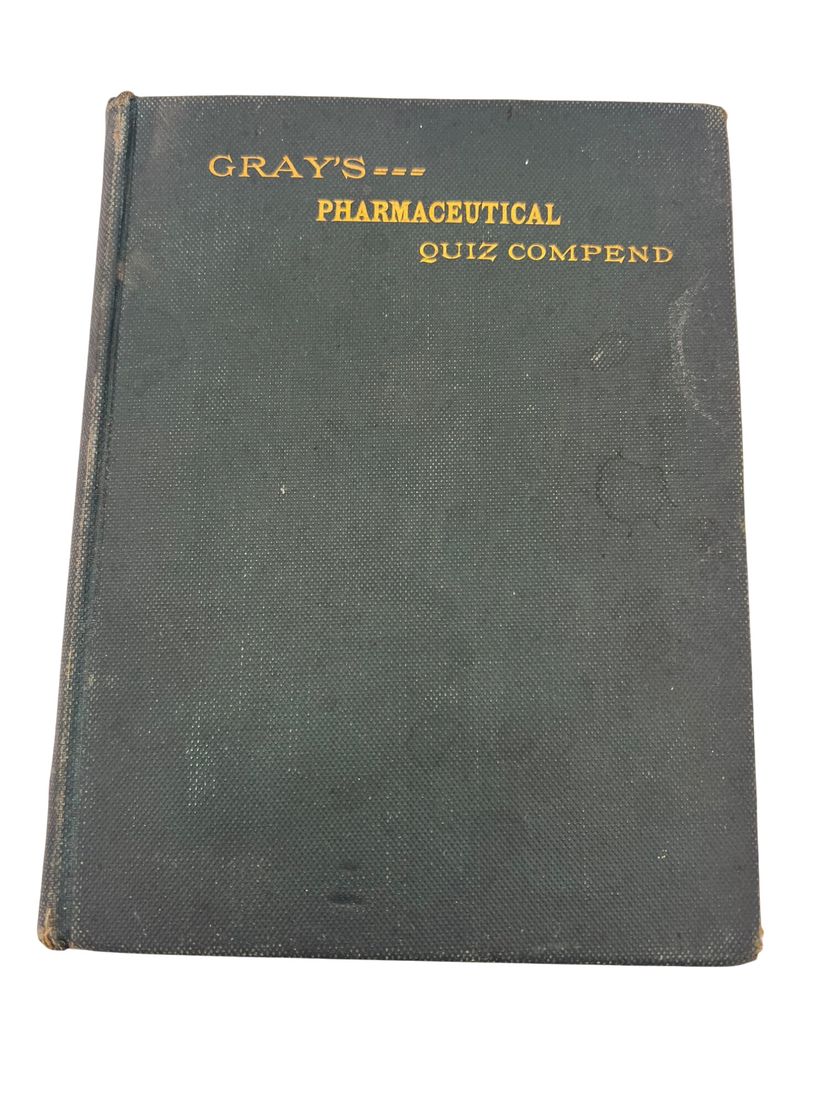 GRAY'S===
PHARMACEUTICAL
QUIZ COMPEND